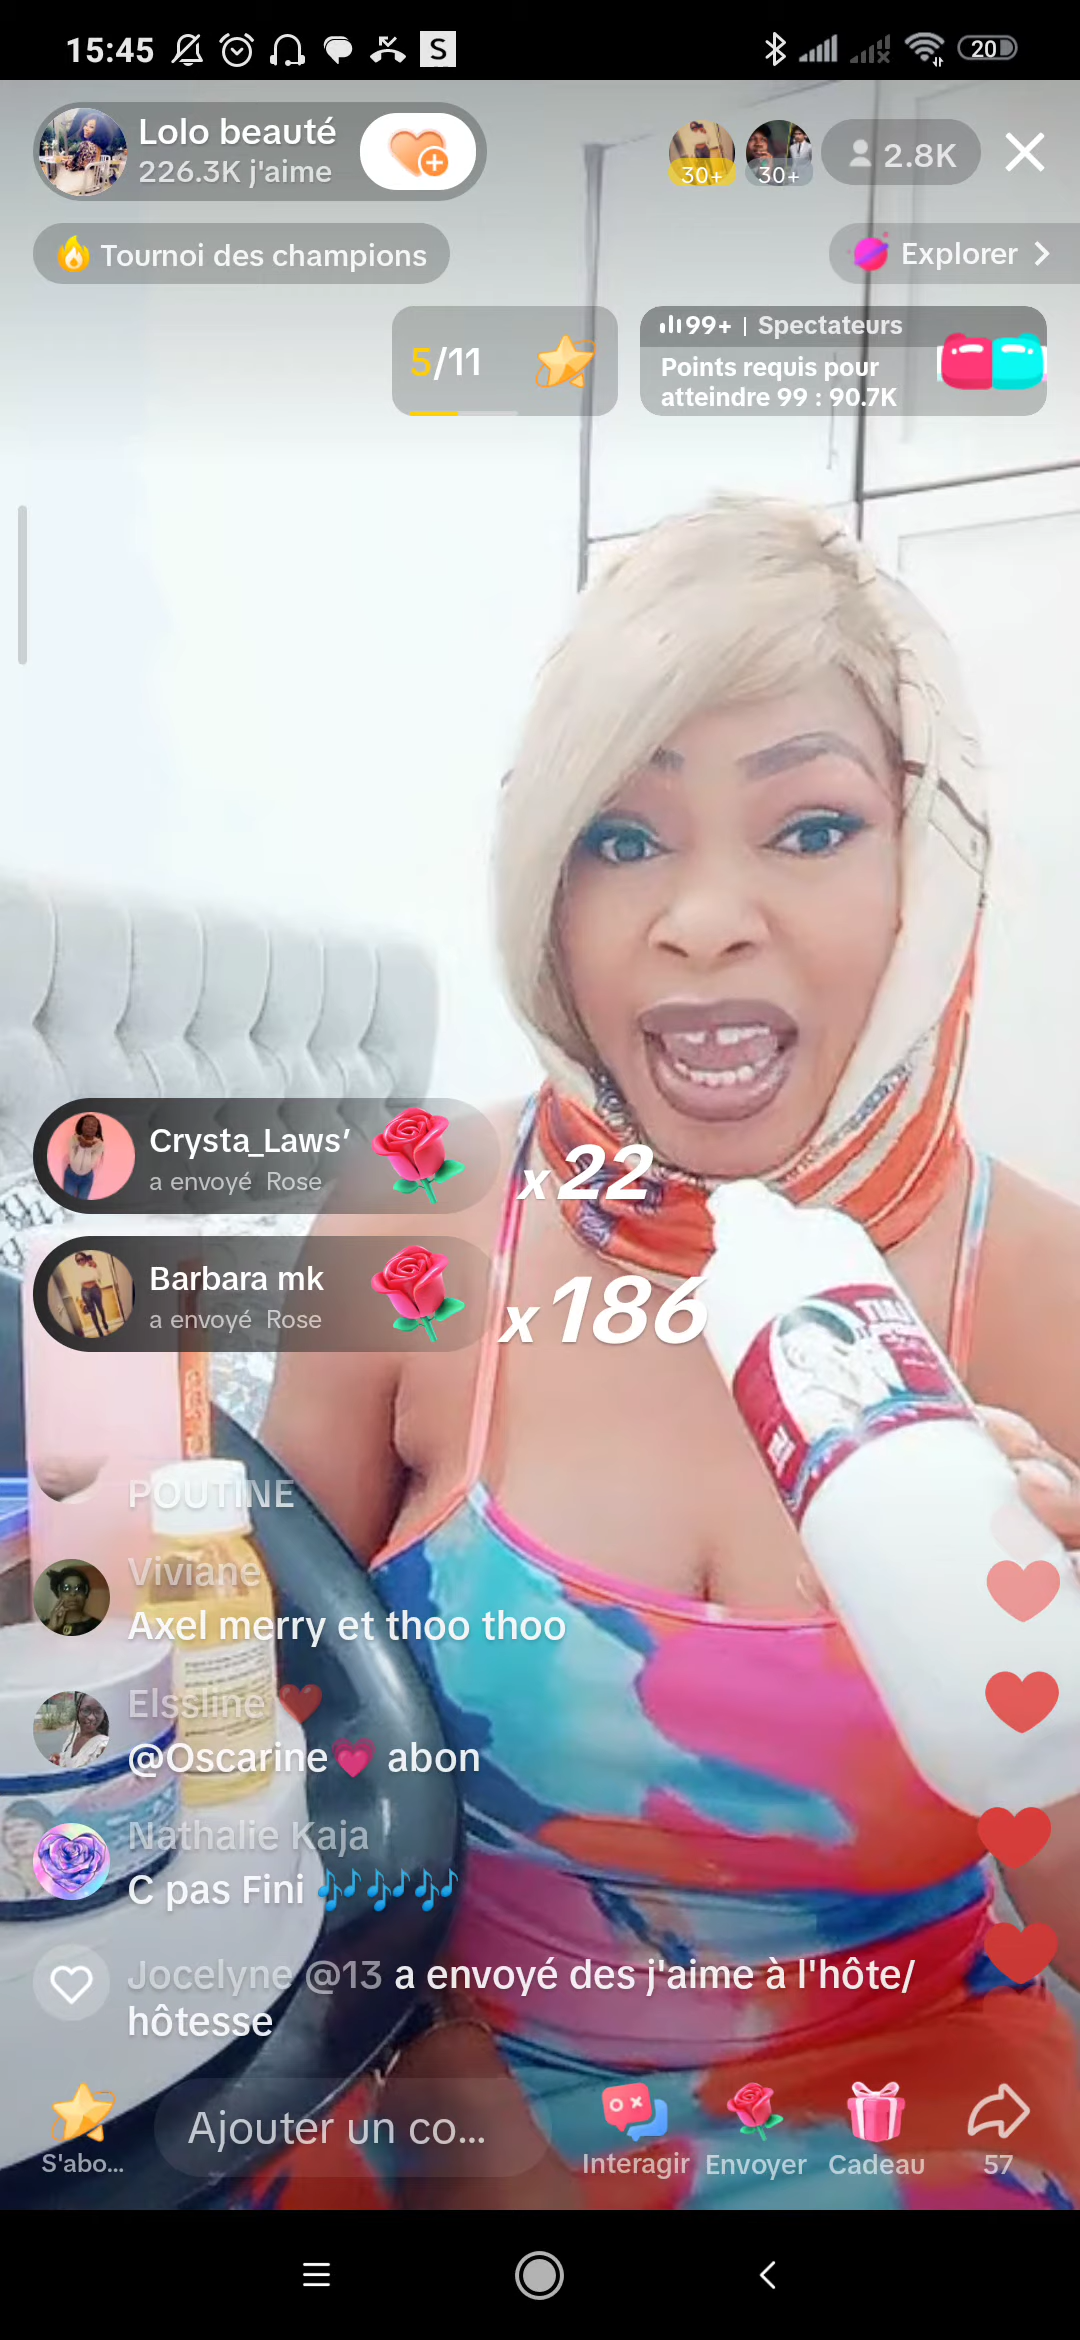 15:45
S
20
Lolo beauté
226.3K j'aime
30+
30+
2.8K
Tournoi des champions
Explorer
5/11
99+ | Spectateurs
Points requis pour
atteindre 99 : 90.7K
Crysta_Laws'
a envoyé Rose
x22
Barbara mk
a envoyé Rose
x186
POUTINE
Viviane
Axel merry et thoo thoo
Elssline ❤️
@Oscarine💗 abon
Nathalie Kaja
C pas Fini 🎶🎶🎶
Jocelyne @13 a envoyé des j'aime à l'hôte/
hôtesse
S'abo...
Ajouter un co...
Interagir
Envoyer
Cadeau
57